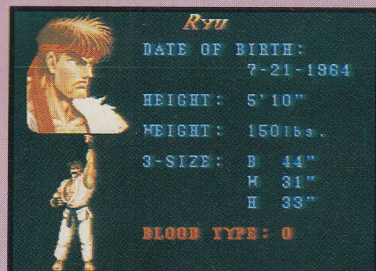 Ryu
DATE OF BIRTH:
7-21-1964
HEIGHT: 5'10"
WEIGHT: 150lbs.
3-SIZE: B 44"
W 31"
H 33"
BLOOD TYPE: O